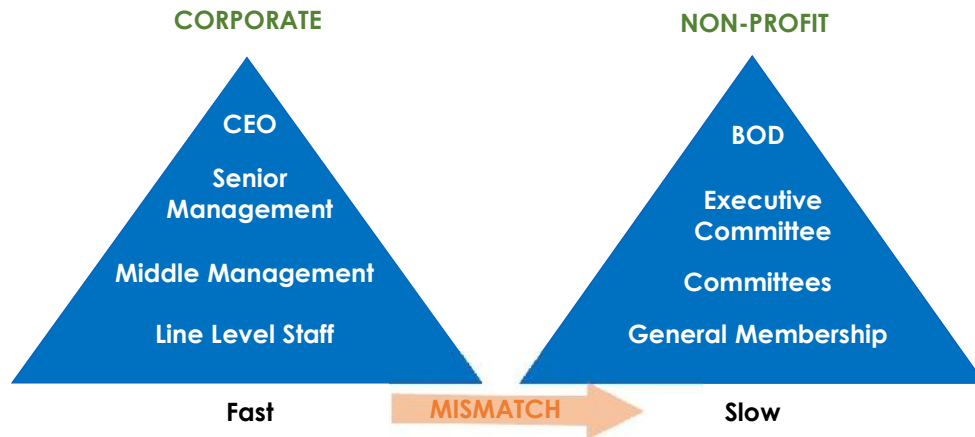 CORPORATE
CEO
Senior
Management
Middle Management
Line Level Staff
Fast
MISMATCH
NON-PROFIT
BOD
Executive
Committee
Committees
General Membership
Slow